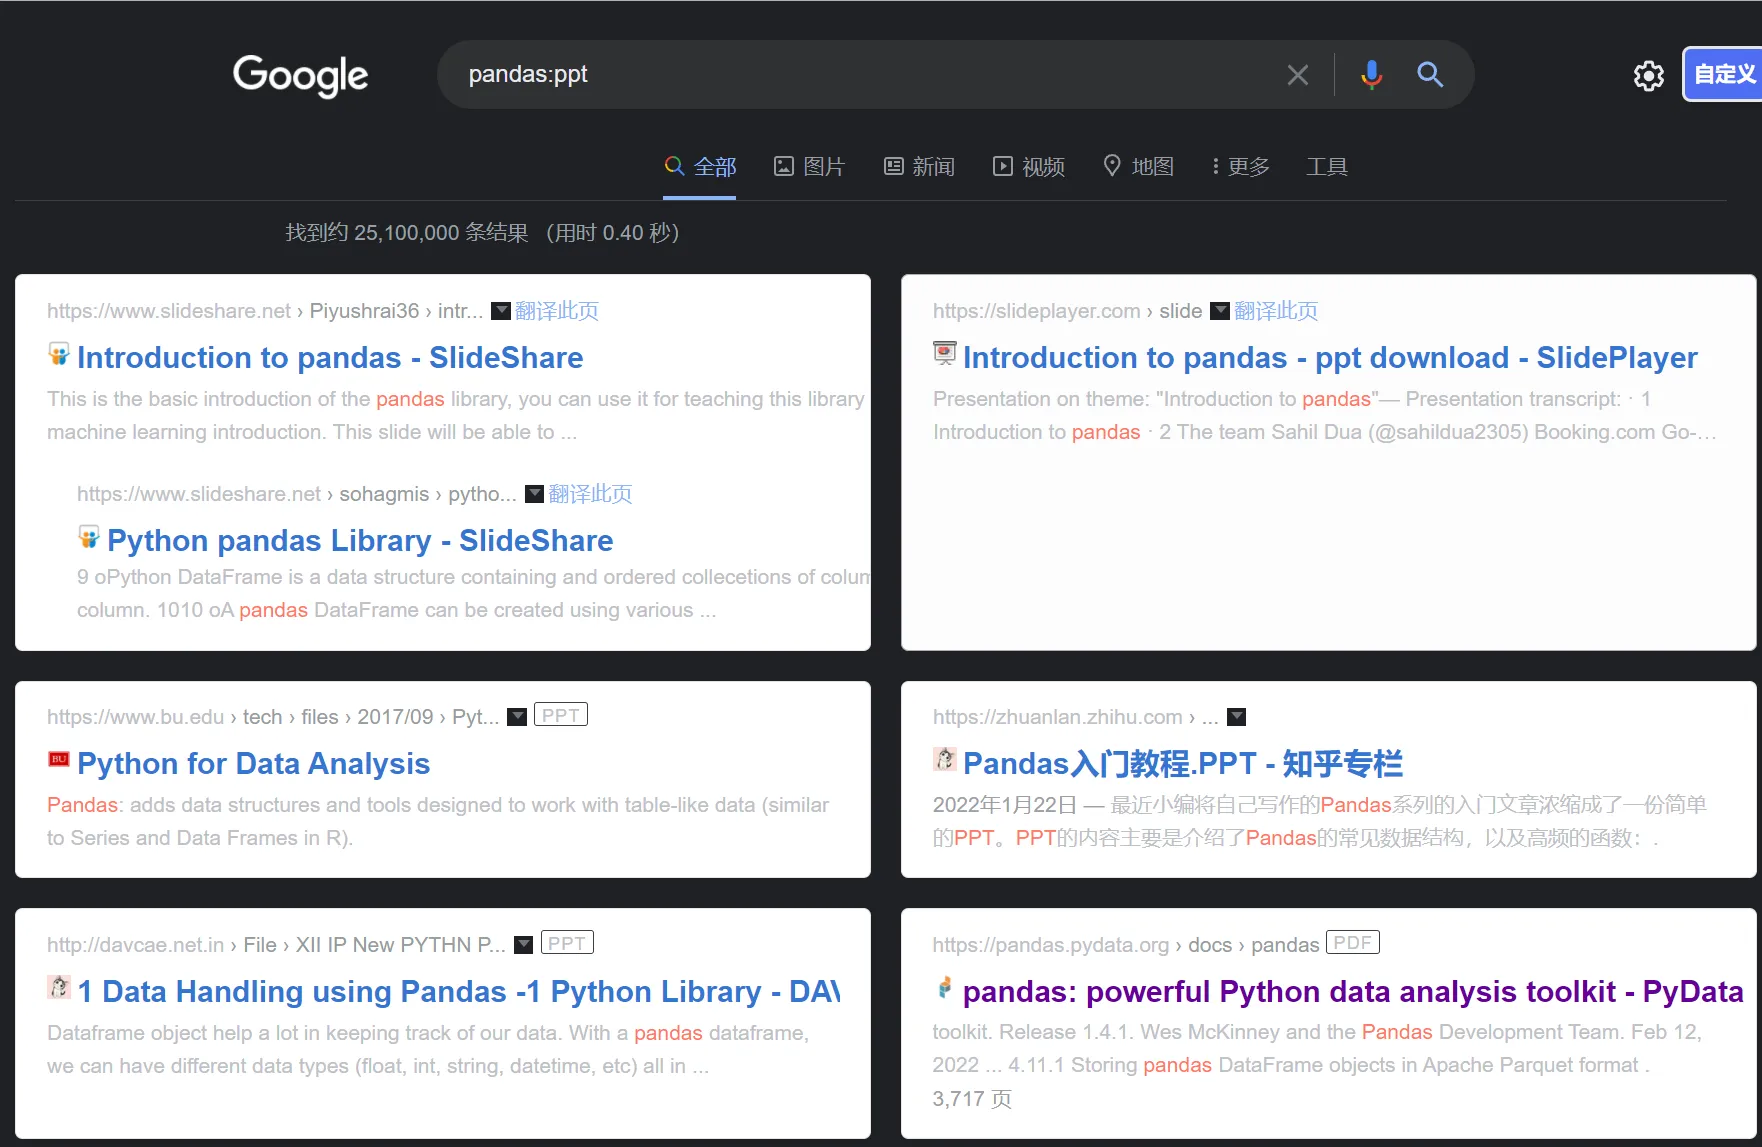 Google
pandas:ppt
自定义
全部 图片 新闻 视频 地图 更多 工具
找到约 25,100,000 条结果 （用时 0.40 秒）
https://www.slideshare.net › Piyushrai36 › intr... 翻译此页
Introduction to pandas - SlideShare
This is the basic introduction of the pandas library, you can use it for teaching this library
machine learning introduction. This slide will be able to ...
https://www.slideshare.net › sohagmis › pytho... 翻译此页
Python pandas Library - SlideShare
9 oPython DataFrame is a data structure containing and ordered collecetions of colum
column. 1010 oA pandas DataFrame can be created using various ...
https://slideplayer.com › slide 翻译此页
Introduction to pandas - ppt download - SlidePlayer
Presentation on theme: "Introduction to pandas"— Presentation transcript: · 1
Introduction to pandas · 2 The team Sahil Dua (@sahildua2305) Booking.com Go-...
https://www.bu.edu › tech › files › 2017/09 › Pyt... PPT
BU
Python for Data Analysis
Pandas: adds data structures and tools designed to work with table-like data (similar
to Series and Data Frames in R).
https://zhuanlan.zhihu.com › ...
Pandas入门教程.PPT - 知乎专栏
2022年1月22日 — 最近小编将自己写作的Pandas系列的入门文章浓缩成了一份简单
的PPT。PPT的内容主要是介绍了Pandas的常见数据结构，以及高频的函数：.
http://davcae.net.in › File › XII IP New PYTHN P... PPT
1 Data Handling using Pandas -1 Python Library - DAV
Dataframe object help a lot in keeping track of our data. With a pandas dataframe,
we can have different data types (float, int, string, datetime, etc) all in ...
https://pandas.pydata.org › docs › pandas PDF
pandas: powerful Python data analysis toolkit - PyData
toolkit. Release 1.4.1. Wes McKinney and the Pandas Development Team. Feb 12,
2022 ... 4.11.1 Storing pandas DataFrame objects in Apache Parquet format .
3,717 页